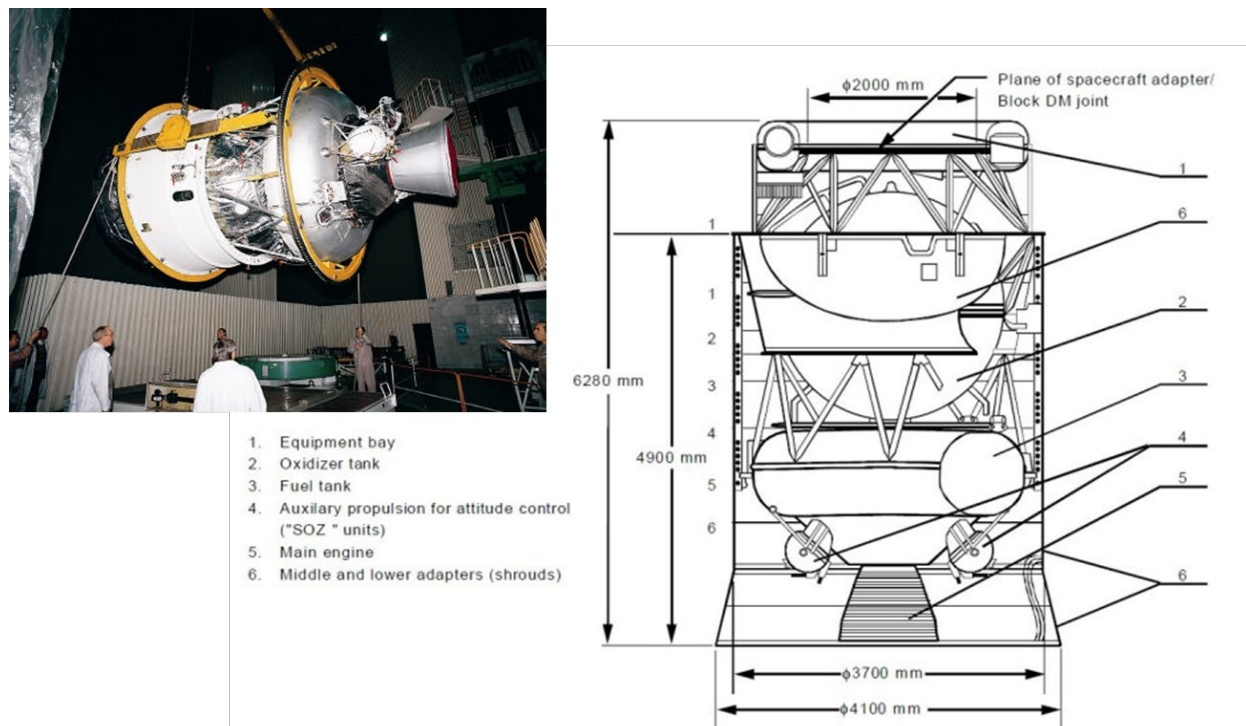 ϕ2000 mm
Plane of spacecraft adapter/
Block DM joint
1
6
1
1
2
2
6280 mm
3
3
4
4
4900 mm
5
5
6
6
ϕ3700 mm
ϕ4100 mm
1. Equipment bay
2. Oxidizer tank
3. Fuel tank
4. Auxilary propulsion for attitude control
("SOZ " units)
5. Main engine
6. Middle and lower adapters (shrouds)